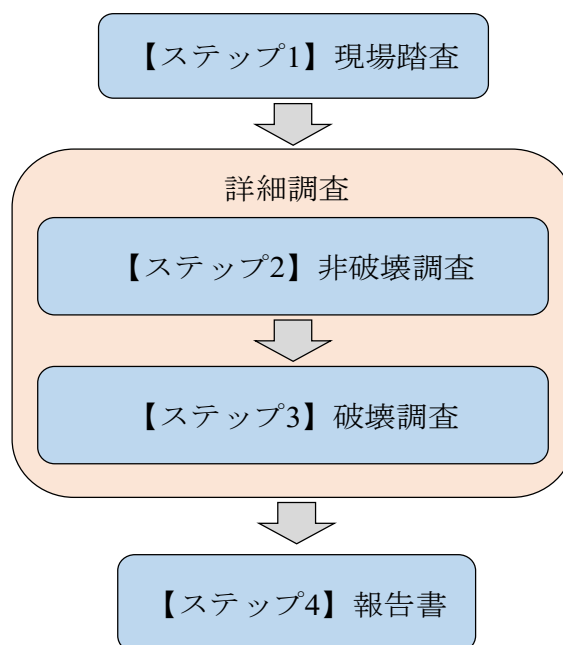 【ステップ1】現場踏査
詳細調査
【ステップ2】非破壊調査
【ステップ3】破壊調査
【ステップ4】報告書